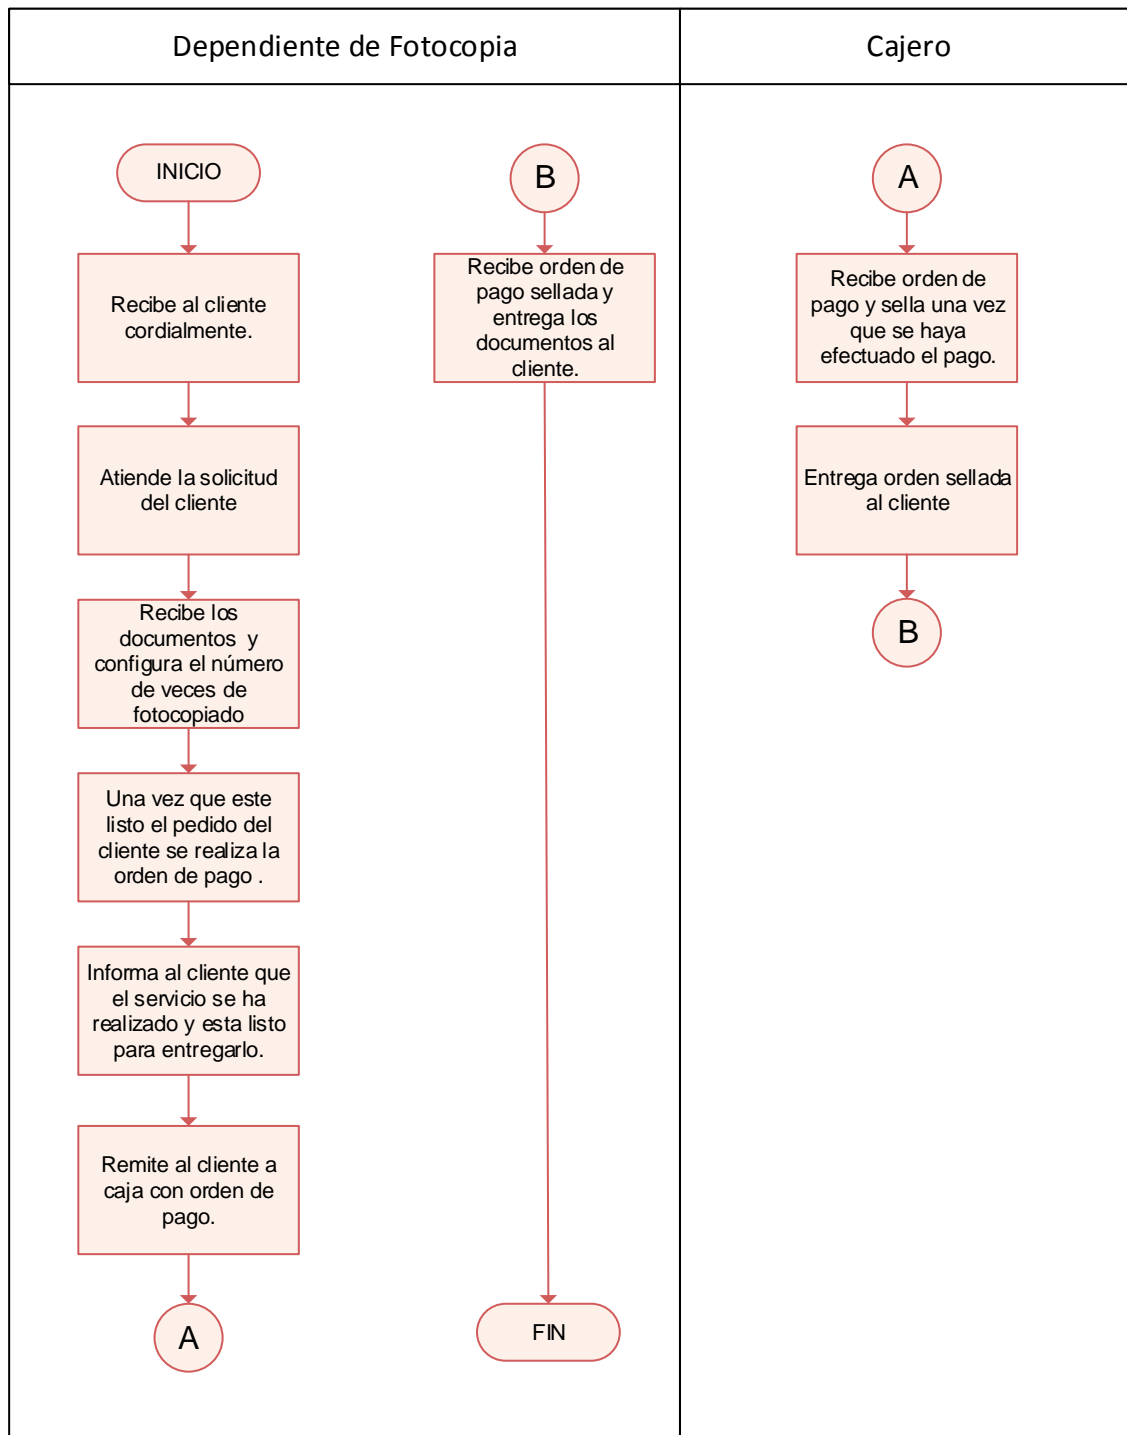 Dependiente de Fotocopia
Cajero
INICIO
Recibe al cliente
cordialmente.
Atiende la solicitud
del cliente
Recibe los
documentos y
configura el número
de veces de
fotocopiado
Una vez que este
listo el pedido del
cliente se realiza la
orden de pago .
Informa al cliente que
el servicio se ha
realizado y esta listo
para entregarlo.
Remite al cliente a
caja con orden de
pago.
A
B
Recibe orden de
pago sellada y
entrega los
documentos al
cliente.
FIN
A
Recibe orden de
pago y sella una vez
que se haya
efectuado el pago.
Entrega orden sellada
al cliente
B